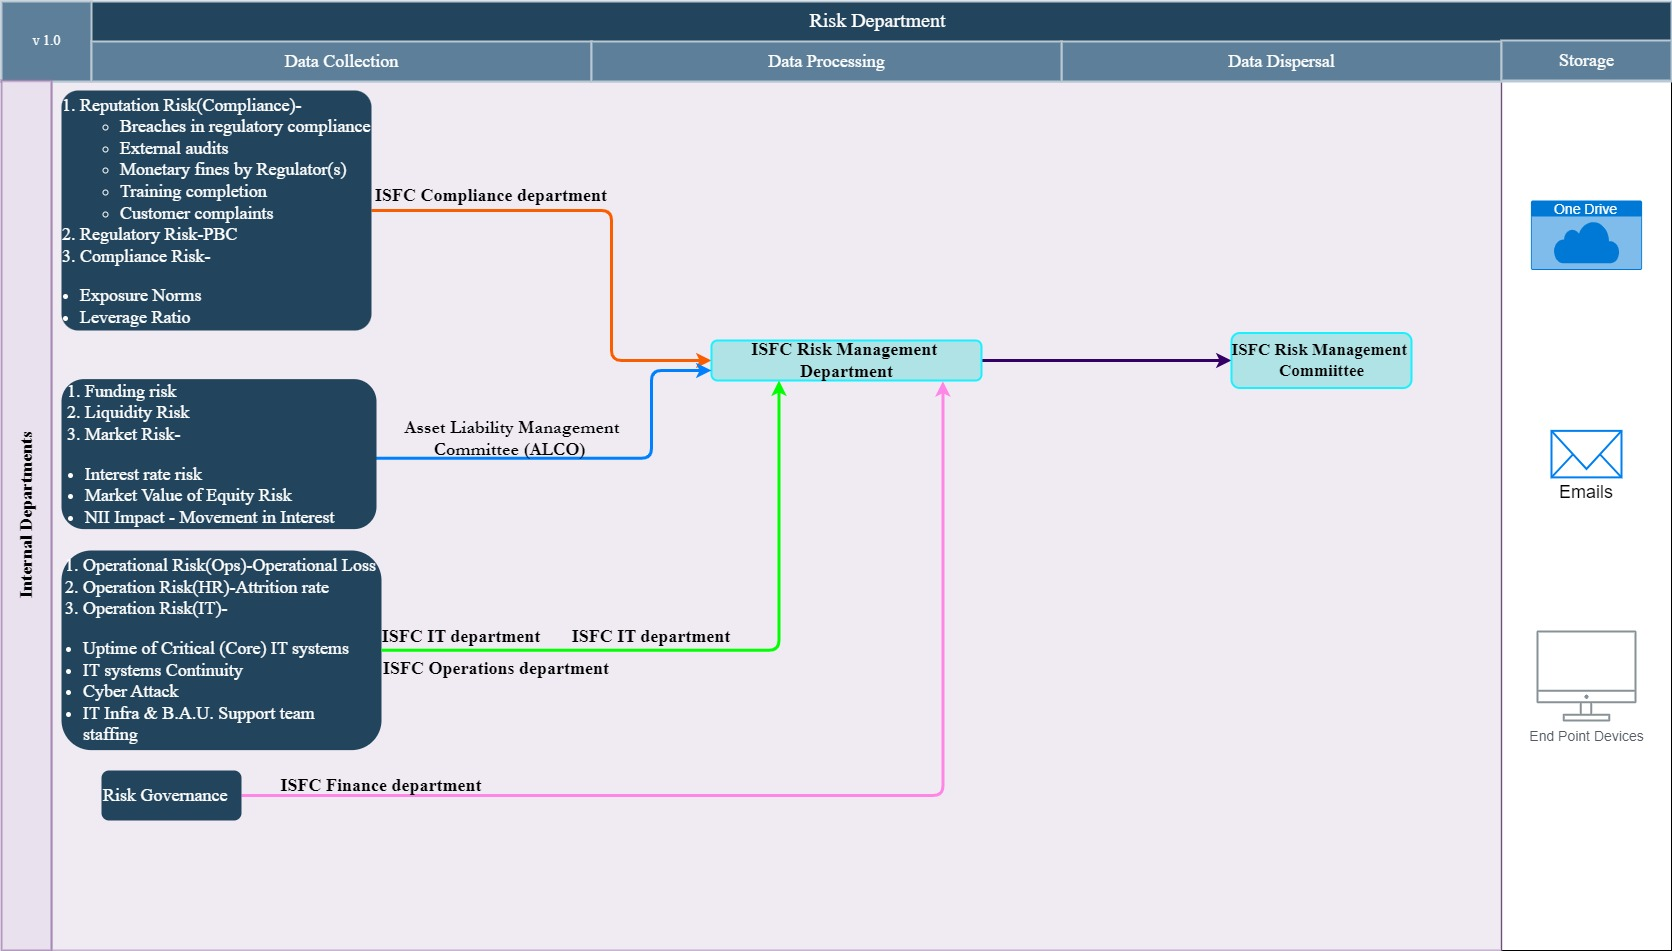 v 1.0
Risk Department
Data Collection
Data Processing
Data Dispersal
Storage
Internal Departments
1. Reputation Risk(Compliance)-
Breaches in regulatory compliance
External audits
Monetary fines by Regulator(s)
Training completion
Customer complaints
2. Regulatory Risk-PBC
3. Compliance Risk-
Exposure Norms
Leverage Ratio
ISFC Compliance department
1. Funding risk
2. Liquidity Risk
3. Market Risk-
Interest rate risk
Market Value of Equity Risk
NII Impact - Movement in Interest
Asset Liability Management
Committee (ALCO)
1. Operational Risk(Ops)-Operational Loss
2. Operation Risk(HR)-Attrition rate
3. Operation Risk(IT)-
Uptime of Critical (Core) IT systems
IT systems Continuity
Cyber Attack
IT Infra & B.A.U. Support team
staffing
ISFC IT department
ISFC IT department
ISFC Operations department
Risk Governance
ISFC Finance department
ISFC Risk Management
Department
ISFC Risk Management
Commiittee
One Drive
Emails
End Point Devices